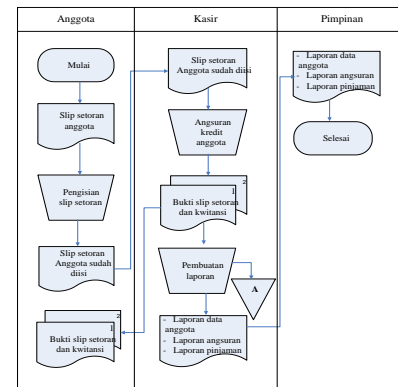 Anggota
Mulai
Slip setoran
anggota
Pengisian
slip setoran
Slip setoran
Anggota sudah
diisi
2
1
Bukti slip setoran
dan kwitansi
Kasir
Slip setoran
Anggota sudah diisi
Angsuran
kredit
anggota
2
1
Bukti slip setoran
dan kwitansi
Pembuatan
laporan
A
- Laporan data
anggota
- Laporan angsuran
- Laporan pinjaman
Pimpinan
- Laporan data
anggota
- Laporan angsuran
- Laporan pinjaman
Selesai